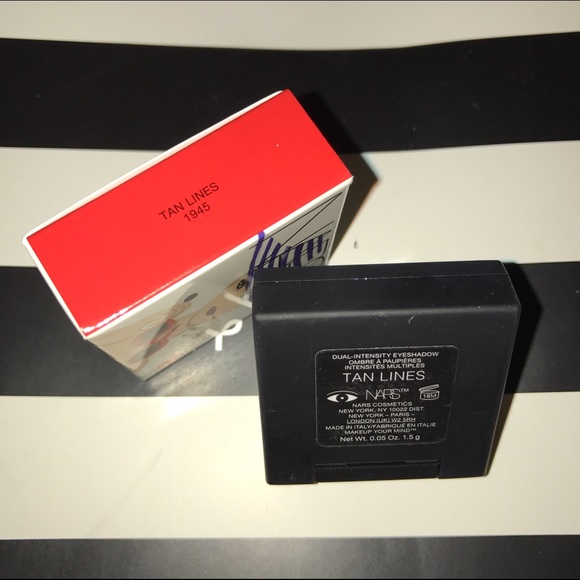 TAN LINES
1945
DUAL-INTENSITY EYESHADOW
OMBRE À PAUPIÈRES
INTENSITÉS MULTIPLES
TAN LINES
NARS™
18M
NARS COSMETICS
NEW YORK, NY 10022 DIST.
NEW YORK – PARIS –
LONDON (UK) W2 5RH
MADE IN ITALY/FABRIQUÉ EN ITALIE
MAKEUP YOUR MIND™
Net Wt. 0.05 Oz. 1.5 g